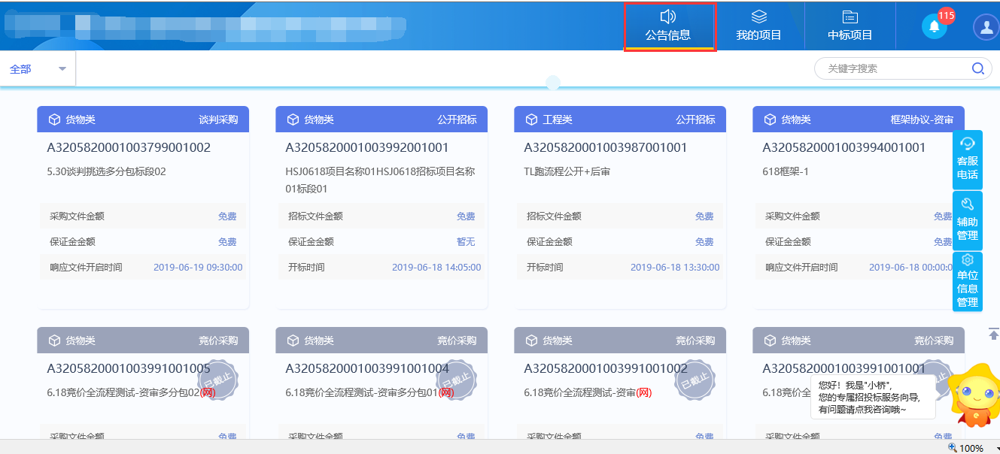 公告信息
我的项目
中标项目
115
全部
关键字搜索
货物类 谈判采购
A3205820001003799001002
5.30谈判挑选多分包标段02
采购文件金额 免费
保证金金额 免费
响应文件开启时间 2019-06-19 09:30:00
货物类 公开招标
A3205820001003992001001
HSJ0618项目名称01HSJ0618招标项目名称
01标段01
招标文件金额 免费
保证金金额 暂无
开标时间 2019-06-18 14:05:00
工程类 公开招标
A3205820001003987001001
TL跑流程公开+后审
招标文件金额 免费
保证金金额 免费
开标时间 2019-06-18 13:30:00
货物类 框架协议-资审
A3205820001003994001001
618框架-1
采购文件金额 免费
保证金金额 免费
响应文件开启时间 2019-06-18 00:00:0
客服
电话
辅助
管理
单位
信息
管理
货物类 竞价采购
A3205820001003991001005
已截止
6.18竞价全流程测试-资审多分包02(网)
采购文件金额 免费
货物类 竞价采购
A3205820001003991001004
已截止
6.18竞价全流程测试-资审多分包01(网)
采购文件金额 免费
货物类 竞价采购
A3205820001003991001002
已截止
6.18竞价全流程测试-资审(网)
采购文件金额 免费
货物类 竞价采购
A3205820001003991001001
6.18竞价全
采购文件金额 免费
您好！我是"小桥",
您的专属招投标服务向导,
有问题请点我咨询哦~
100%